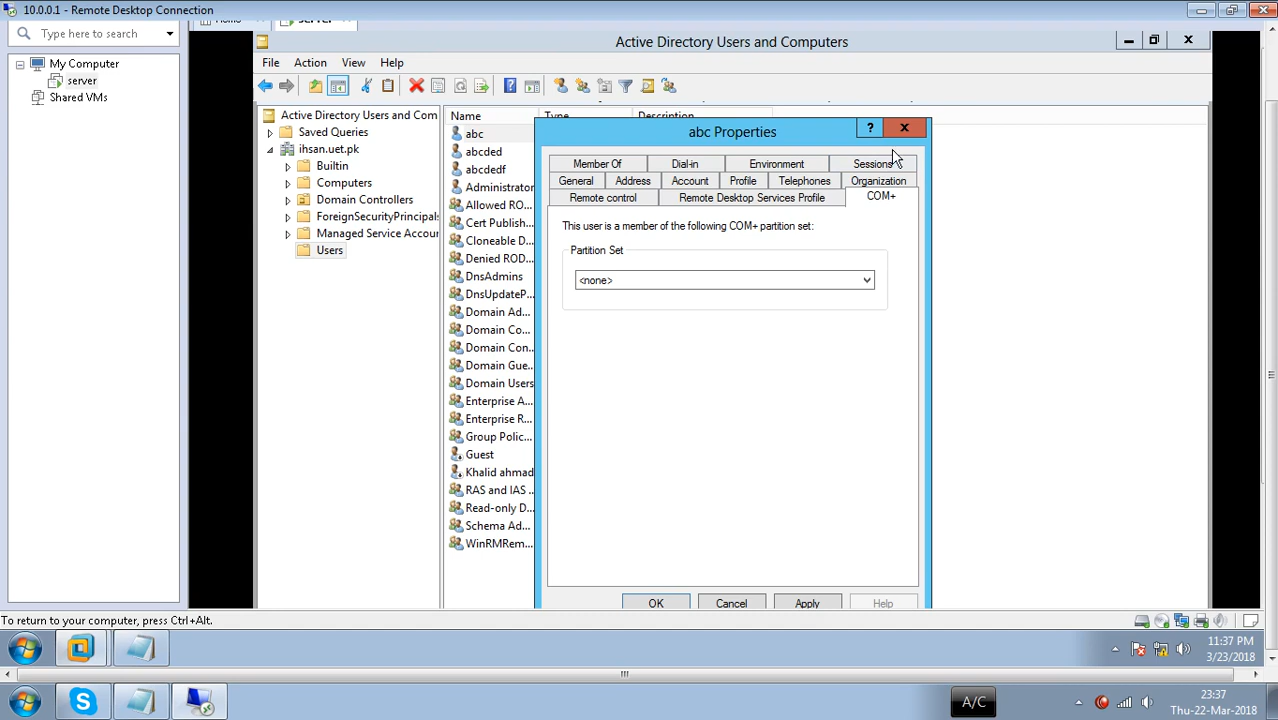 10.0.0.1 - Remote Desktop Connection
Home
server
Type here to search
My Computer
server
Shared VMs
Active Directory Users and Computers
File Action View Help
Active Directory Users and Com
Saved Queries
ihsan.uet.pk
Builtin
Computers
Domain Controllers
ForeignSecurityPrincipals
Managed Service Accour
Users
Name Type Description
abc
abcded
abcdedf
Administrator
Allowed RO...
Cert Publish...
Cloneable D...
Denied ROD...
DnsAdmins
DnsUpdateP...
Domain Ad...
Domain Co...
Domain Con...
Domain Gue...
Domain Users
Enterprise A...
Enterprise R...
Group Polic...
Guest
Khalid ahmad
RAS and IAS ...
Read-only D...
Schema Ad...
WinRMRem...
abc Properties
?
Member Of Dial-in Environment Sessions
General Address Account Profile Telephones Organization
Remote control Remote Desktop Services Profile COM+
This user is a member of the following COM+ partition set:
Partition Set
<none>
OK Cancel Apply Help
To return to your computer, press Ctrl+Alt.
11:37 PM
3/23/2018
A/C
23:37
Thu-22-Mar-2018